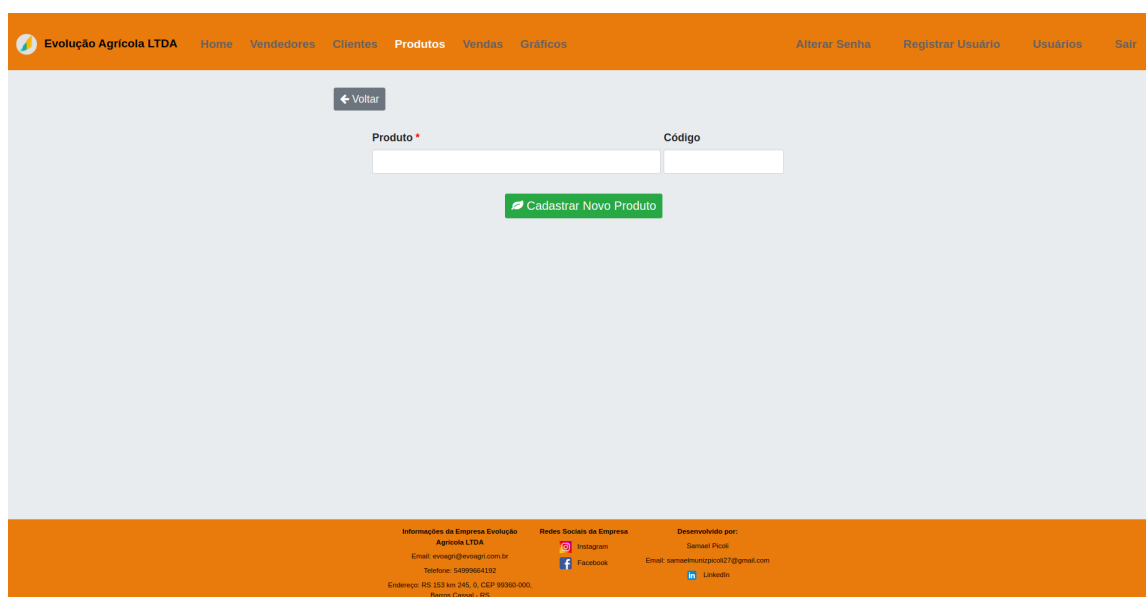 Evolução Agrícola LTDA Home Vendedores Clientes Produtos Vendas Gráficos Alterar Senha Registrar Usuário Usuários Sair
Voltar
Produto * Código
Cadastrar Novo Produto
Informações da Empresa Evolução
Agrícola LTDA
Email: evoagri@evoagri.com.br
Telefone: 54999664192
Endereço: RS 153 km 245, 0, CEP 99360-000,
Barros Cassal - RS
Redes Sociais da Empresa
Instagram
Facebook
Desenvolvido por:
Samael Picoli
Email: samaelmunizpicoli27@gmail.com
LinkedIn